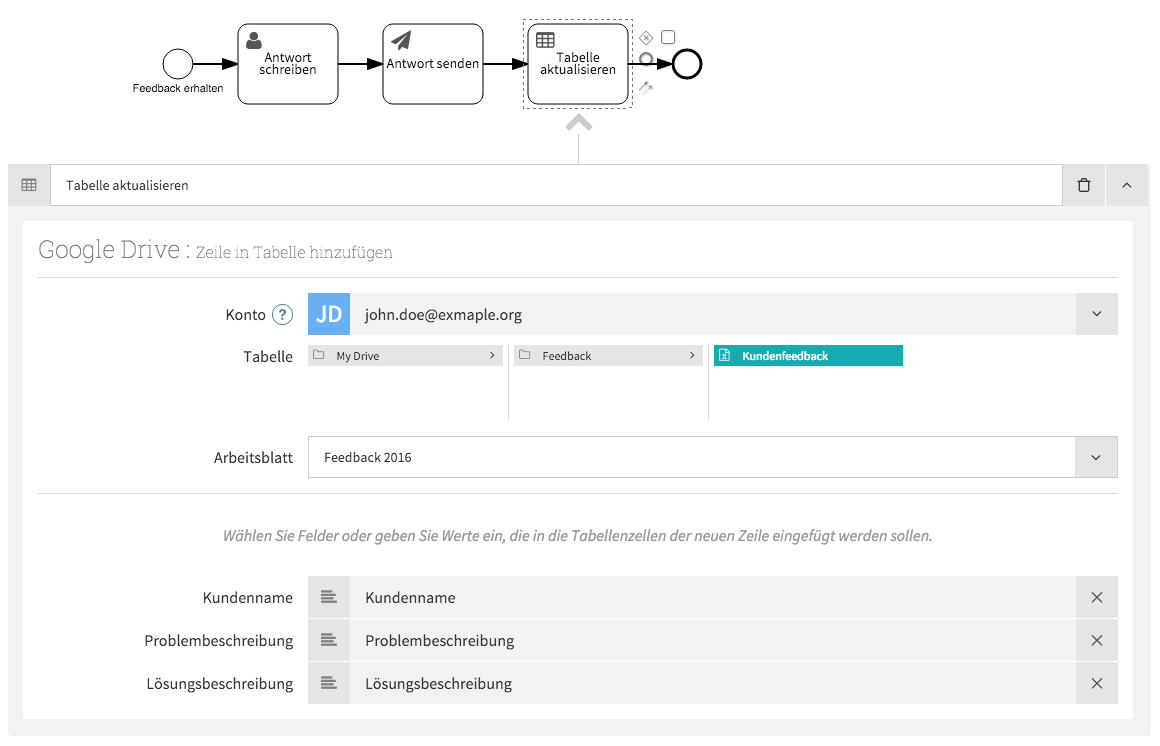 Antwort
schreiben
Antwort senden
Tabelle
aktualisieren
Feedback erhalten
Tabelle aktualisieren
Google Drive : Zeile in Tabelle hinzufügen
Konto ? JD john.doe@exmaple.org
Tabelle My Drive Feedback Kundenfeedback
Arbeitsblatt Feedback 2016
Wählen Sie Felder oder geben Sie Werte ein, die in die Tabellenzellen der neuen Zeile eingefügt werden sollen.
Kundenname Kundenname
Problembeschreibung Problembeschreibung
Lösungsbeschreibung Lösungsbeschreibung